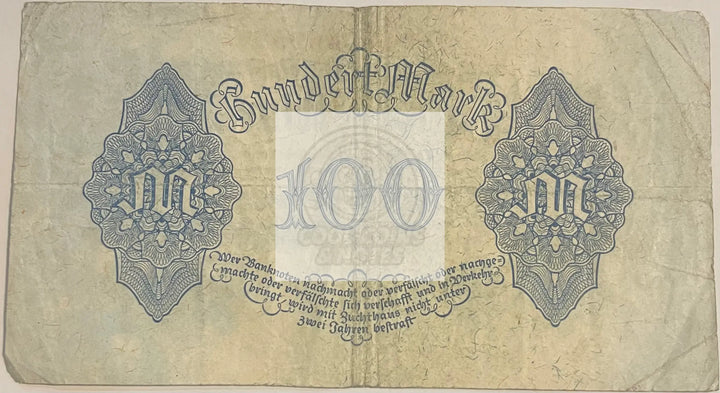 Hundert Mark
M
100
M
Wer Banknoten nachmacht oder verfälscht oder nachge-
machte oder verfälschte sich verschafft und in Verkehr
bringt wird mit Zuchthaus nicht unter
zwei Jahren bestraft